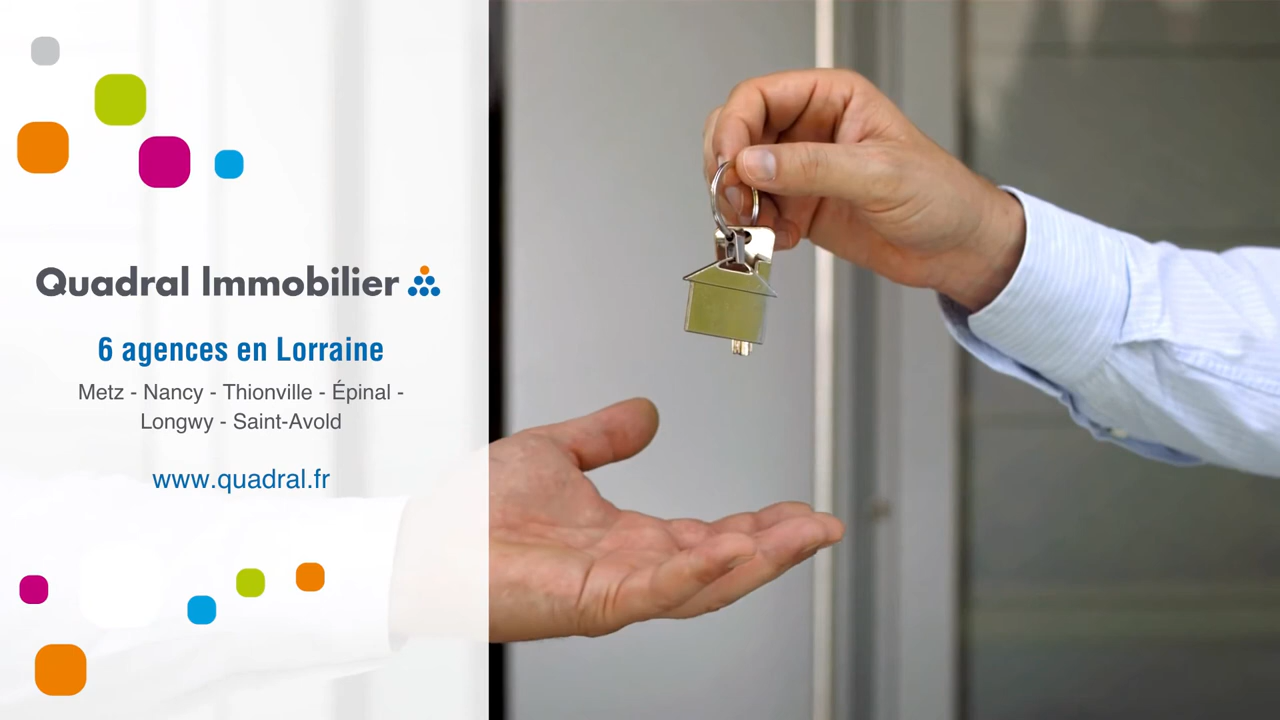 Quadral Immobilier
6 agences en Lorraine
Metz - Nancy - Thionville - Épinal -
Longwy - Saint-Avold
www.quadral.fr